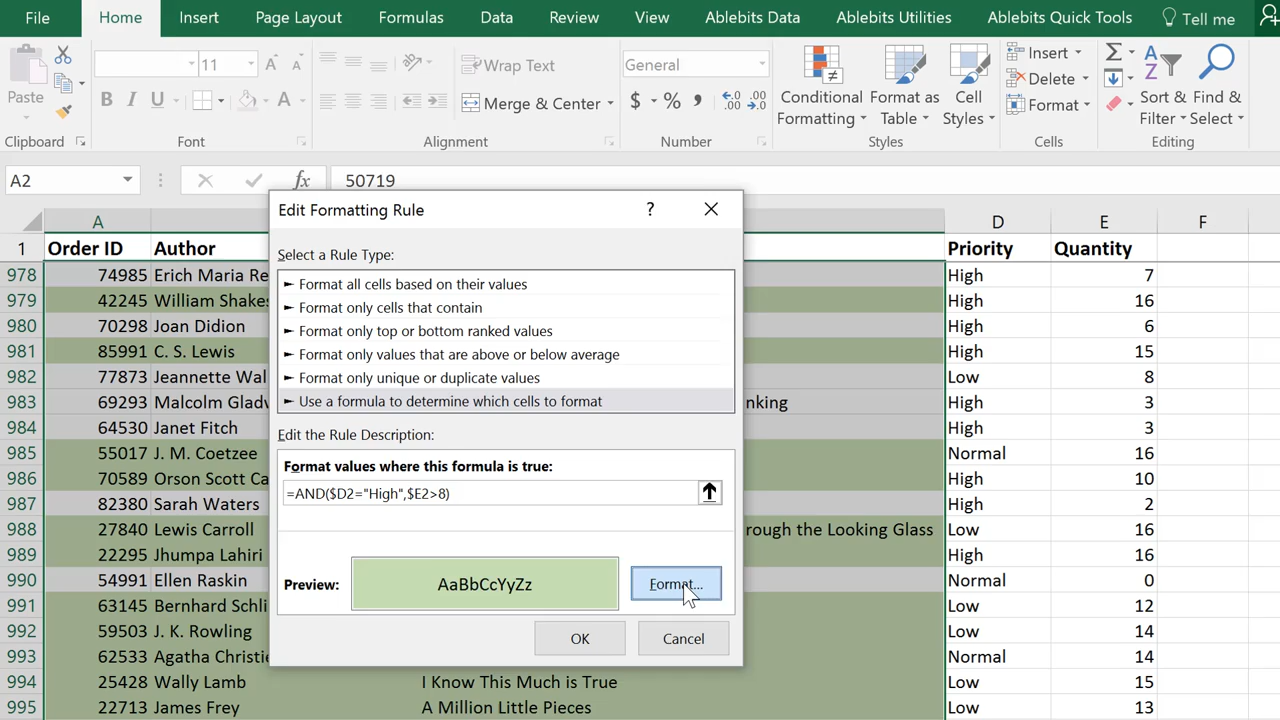 File Home Insert Page Layout Formulas Data Review View Ablebits Data Ablebits Utilities Ablebits Quick Tools Tell me
Paste
11
B I U A
Wrap Text
Merge & Center
General
$ % ,
Conditional Formatting
Format as Table
Cell Styles
Insert
Delete
Format
Sort & Filter
Find & Select
Clipboard Font Alignment Number Styles Cells Editing
A2 fx 50719
A D E F
1 Order ID Author Priority Quantity
978 74985 Erich Maria Re High 7
979 42245 William Shakes High 16
980 70298 Joan Didion High 6
981 85991 C. S. Lewis High 15
982 77873 Jeannette Wal Low 8
983 69293 Malcolm Gladv nking High 3
984 64530 Janet Fitch High 3
985 55017 J. M. Coetzee Normal 16
986 70589 Orson Scott Ca High 10
987 82380 Sarah Waters High 2
988 27840 Lewis Carroll rough the Looking Glass Low 16
989 22295 Jhumpa Lahiri High 16
990 54991 Ellen Raskin Normal 0
991 63145 Bernhard Schli Low 12
992 59503 J. K. Rowling Low 14
993 62533 Agatha Christie Normal 14
994 25428 Wally Lamb I Know This Much is True Low 15
995 22713 James Frey A Million Little Pieces Low 13
Edit Formatting Rule ?
Select a Rule Type:
► Format all cells based on their values
► Format only cells that contain
► Format only top or bottom ranked values
► Format only values that are above or below average
► Format only unique or duplicate values
► Use a formula to determine which cells to format
Edit the Rule Description:
Format values where this formula is true:
=AND($D2="High",$E2>8)
Preview: AaBbCcYyZz Format...
OK Cancel